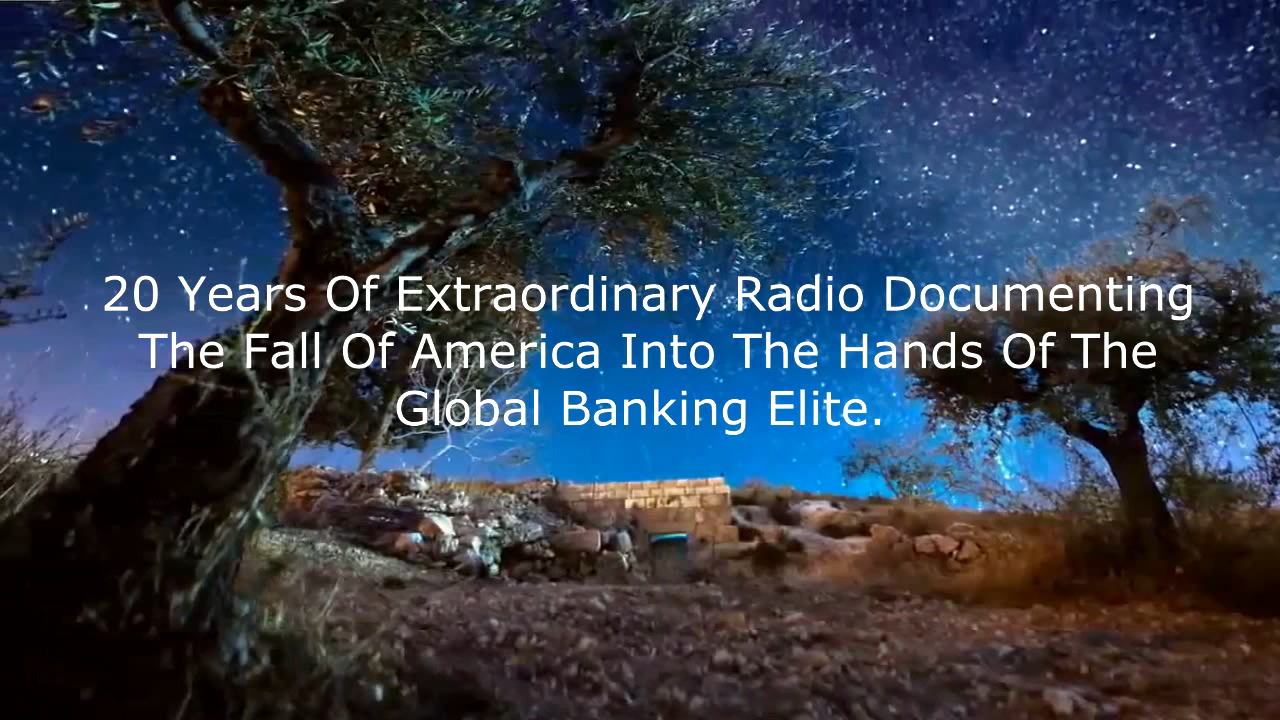 20 Years Of Extraordinary Radio Documenting
The Fall Of America Into The Hands Of The
Global Banking Elite.